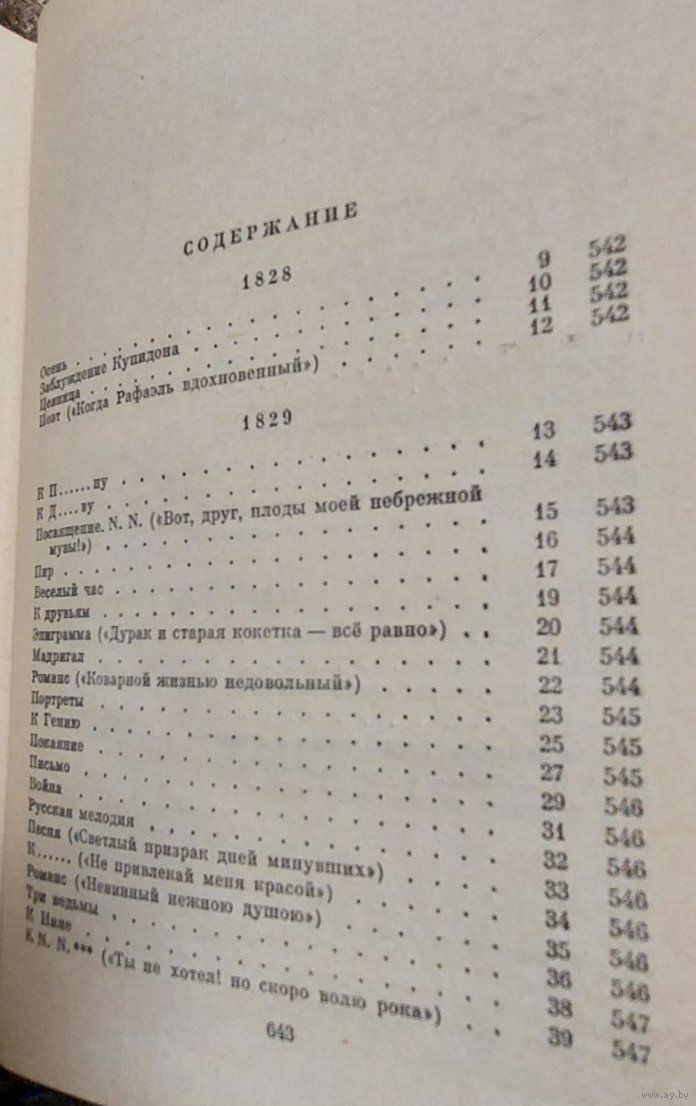 СОДЕРЖАНИЕ
1828
Осень . . . . . . . . . . . . . . 9 542
Заблуждение Купидона . . . . . . . . . 10 542
Цевница . . . . . . . . . . . . . 11 542
Поэт («Когда Рафаэль вдохновенный») . . . . 12 542
1829
К П......ну . . . . . . . . . . . . 13 543
К Д....ву . . . . . . . . . . . . 14 543
Посвящение. N. N. («Вот, друг, плоды моей небрежной
музы!») . . . . . . . . . . . . 15 543
Пир . . . . . . . . . . . . . . 16 544
Веселый час . . . . . . . . . . . . 17 544
К друзьям . . . . . . . . . . . . . 19 544
Эпиграмма («Дурак и старая кокетка — всё равно») . . 20 544
Мадригал . . . . . . . . . . . . . 21 544
Романс («Коварной жизнью недовольный») . . . . . 22 544
Портреты . . . . . . . . . . . . . 23 545
К Гению . . . . . . . . . . . . . 25 545
Покаяние . . . . . . . . . . . . . 27 545
Письмо . . . . . . . . . . . . . 29 546
Война . . . . . . . . . . . . . . 31 546
Русская мелодия . . . . . . . . . . . 32 546
Песня («Светлый призрак дней минувших») . . . . 33 546
К...... («Не привлекай меня красой») . . . . . 34 546
Романс («Невинный нежною душою») . . . . . . 35 546
Три ведьмы . . . . . . . . . . . . 36 546
К Нине . . . . . . . . . . . . . 38 547
К N. N.*** («Ты не хотел! но скоро волю рока») . . 39 547
643
www.ay.by